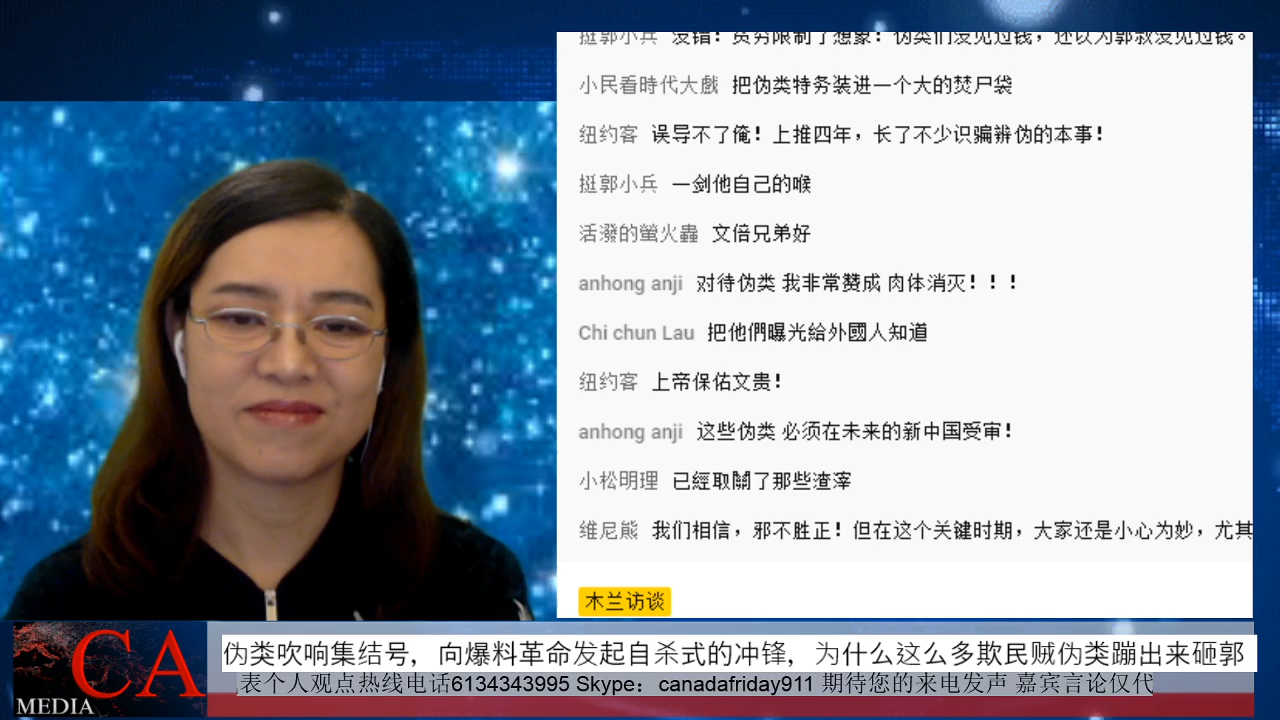 挺郭小兵 没错！贫穷限制了想象！伪类们没见过钱，还以为郭叔没见过钱。
小民看時代大戲 把伪类特务装进一个大的焚尸袋
纽约客 误导不了俺！上推四年，长了不少识骗辨伪的本事！
挺郭小兵 一剑他自己的喉
活潑的螢火蟲 文倍兄弟好
anhong anji 对待伪类 我非常赞成 肉体消灭！！！
Chi chun Lau 把他們曝光給外國人知道
纽约客 上帝保佑文贵！
anhong anji 这些伪类 必须在未来的新中国受审！
小松明理 已經取關了那些渣滓
维尼熊 我们相信，邪不胜正！但在这个关键时期，大家还是小心为妙，尤其
木兰访谈
CA
MEDIA
伪类吹响集结号，向爆料革命发起自杀式的冲锋，为什么这么多欺民贼伪类蹦出来砸郭
表个人观点热线电话6134343995 Skype：canadafriday911 期待您的来电发声 嘉宾言论仅代